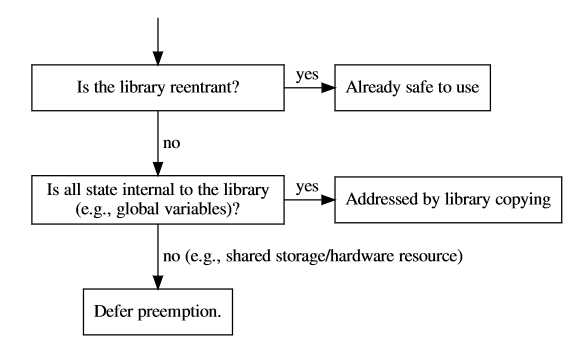 Is the library reentrant?
yes
Already safe to use
no
Is all state internal to the library
(e.g., global variables)?
yes
Addressed by library copying
no (e.g., shared storage/hardware resource)
Defer preemption.